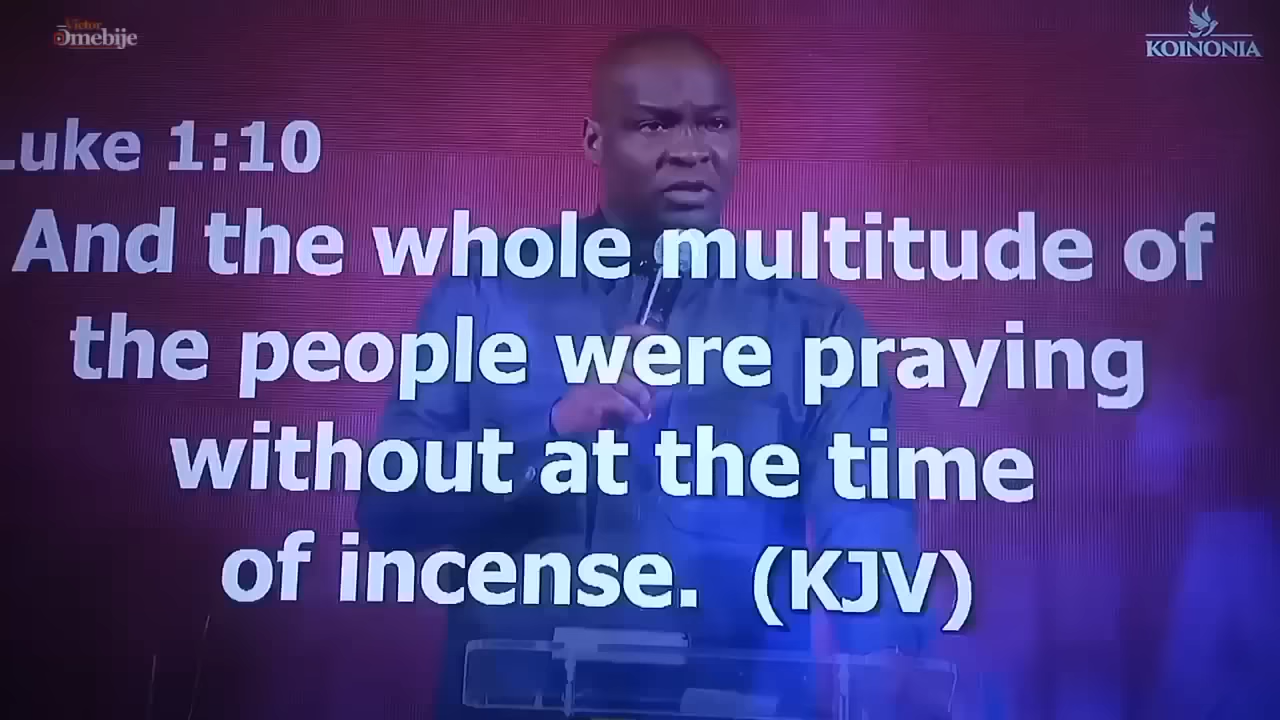 Victor
Omebije
KOINONIA
Luke 1:10
And the whole multitude of
the people were praying
without at the time
of incense. (KJV)